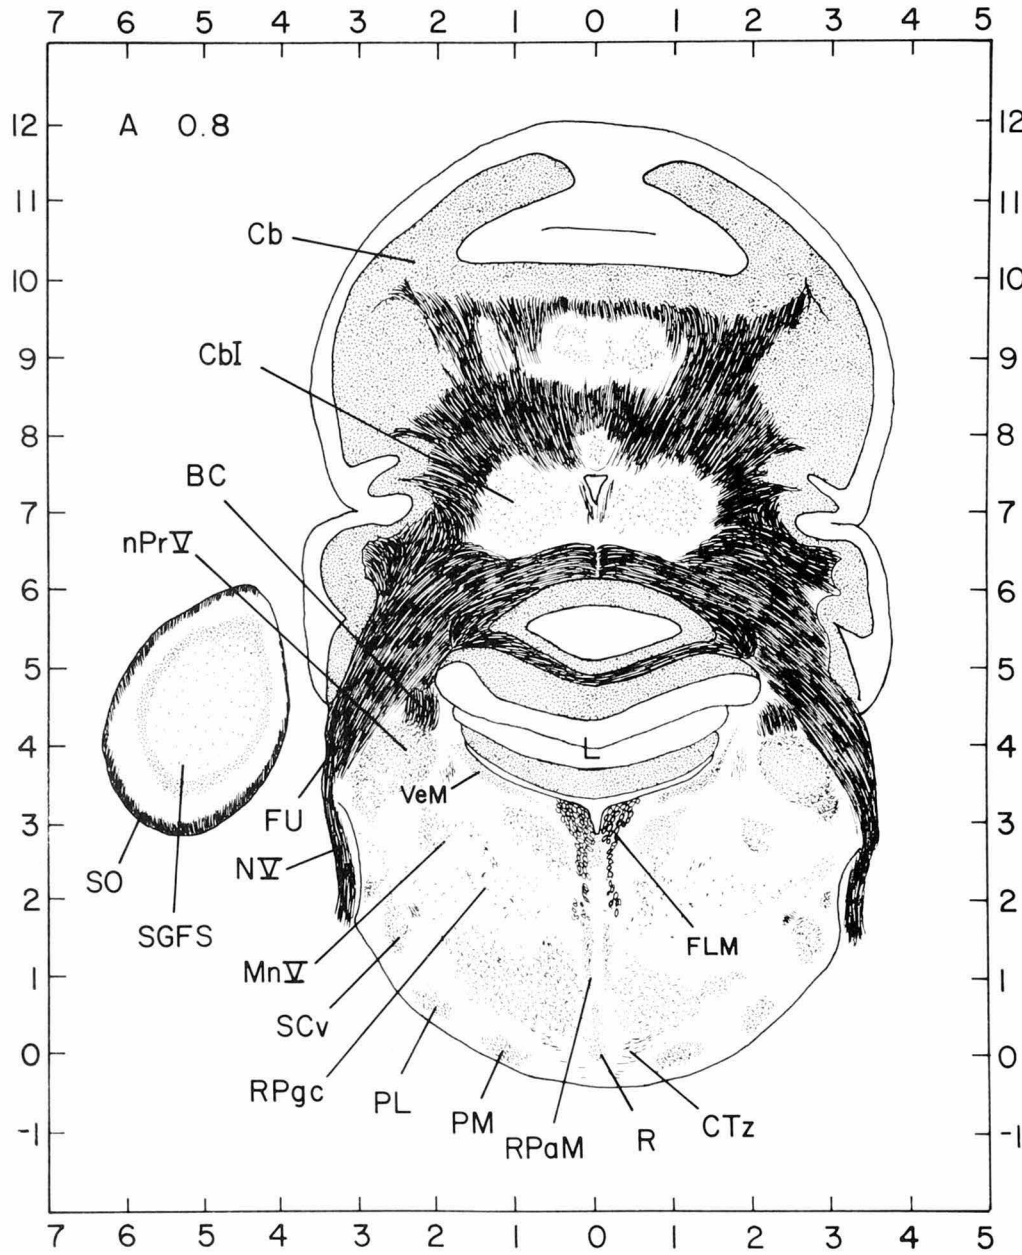 7 6 5 4 3 2 1 0 1 2 3 4 5
A 0.8
12 12
11 11
Cb
10 10
CbI
9 9
8 8
BC
7 7
nPrV
6 6
5 5
L
4 4
VeM
FU
3 3
NV
SO
2 2
SGFS
FLM
MnV
1 1
SCv
0 0
RPgc
PL
PM
RPaM
R
CTz
-1 -1
7 6 5 4 3 2 1 0 1 2 3 4 5